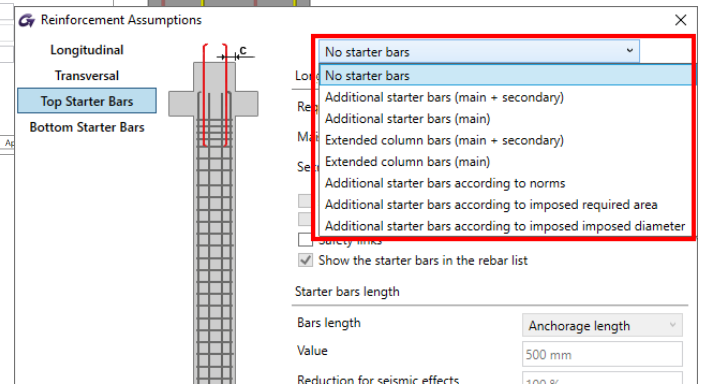 Reinforcement Assumptions
Longitudinal
Transversal
Top Starter Bars
Bottom Starter Bars
C
No starter bars
No starter bars
Additional starter bars (main + secondary)
Additional starter bars (main)
Extended column bars (main + secondary)
Extended column bars (main)
Additional starter bars according to norms
Additional starter bars according to imposed required area
Additional starter bars according to imposed imposed diameter
Safety links
Show the starter bars in the rebar list
Starter bars length
Bars length
Anchorage length
Value
500 mm
Reduction for seismic effects
100 %